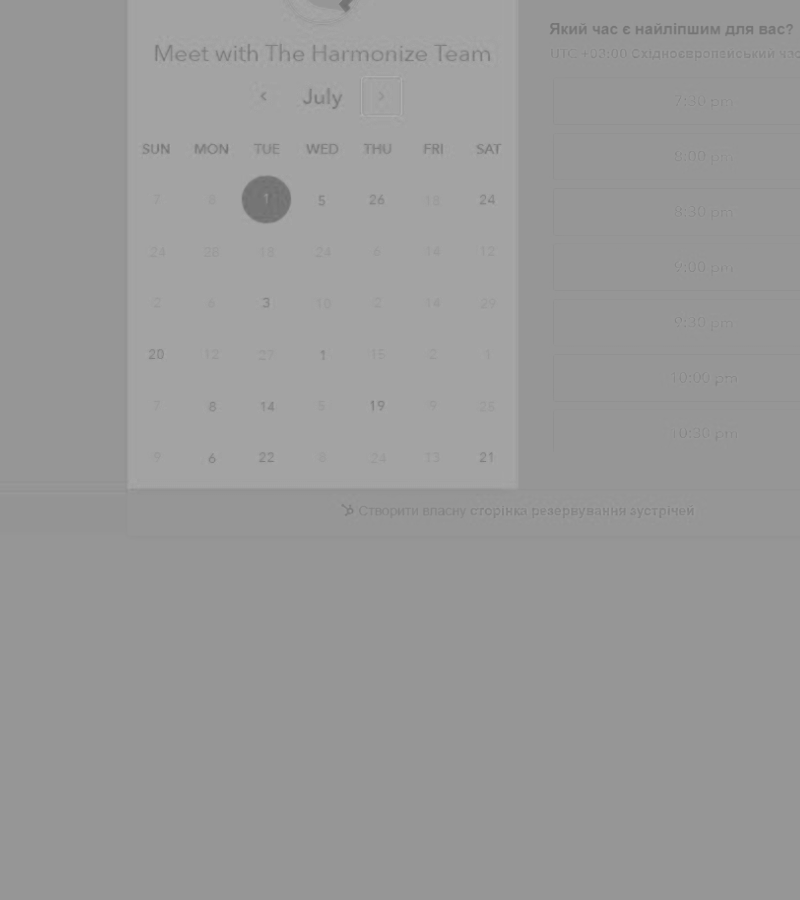 Meet with The Harmonize Team
July
SUN MON TUE WED THU FRI SAT
7 8 1 5 26 18 24
24 28 18 24 6 14 12
2 6 3 10 2 14 29
20 12 27 1 15 2 1
7 8 14 5 19 9 25
9 6 22 8 24 13 21
Який час є найліпшим для вас?
UTC +03:00 Східноєвропейський час
7:30 pm
8:00 pm
8:30 pm
9:00 pm
9:30 pm
10:00 pm
10:30 pm
Створити власну сторінка резервування зустрічей